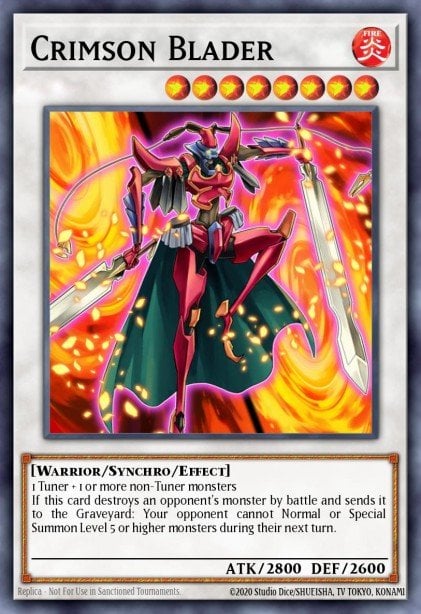 CRIMSON BLADER
FIRE
炎
[WARRIOR/SYNCHRO/EFFECT]
1 Tuner + 1 or more non-Tuner monsters
If this card destroys an opponent's monster by battle and sends it
to the Graveyard: Your opponent cannot Normal or Special
Summon Level 5 or higher monsters during their next turn.
ATK/2800 DEF/2600
Replica - Not For Use in Sanctioned Tournaments.
©2020 Studio Dice/SHUEISHA, TV TOKYO, KONAMI